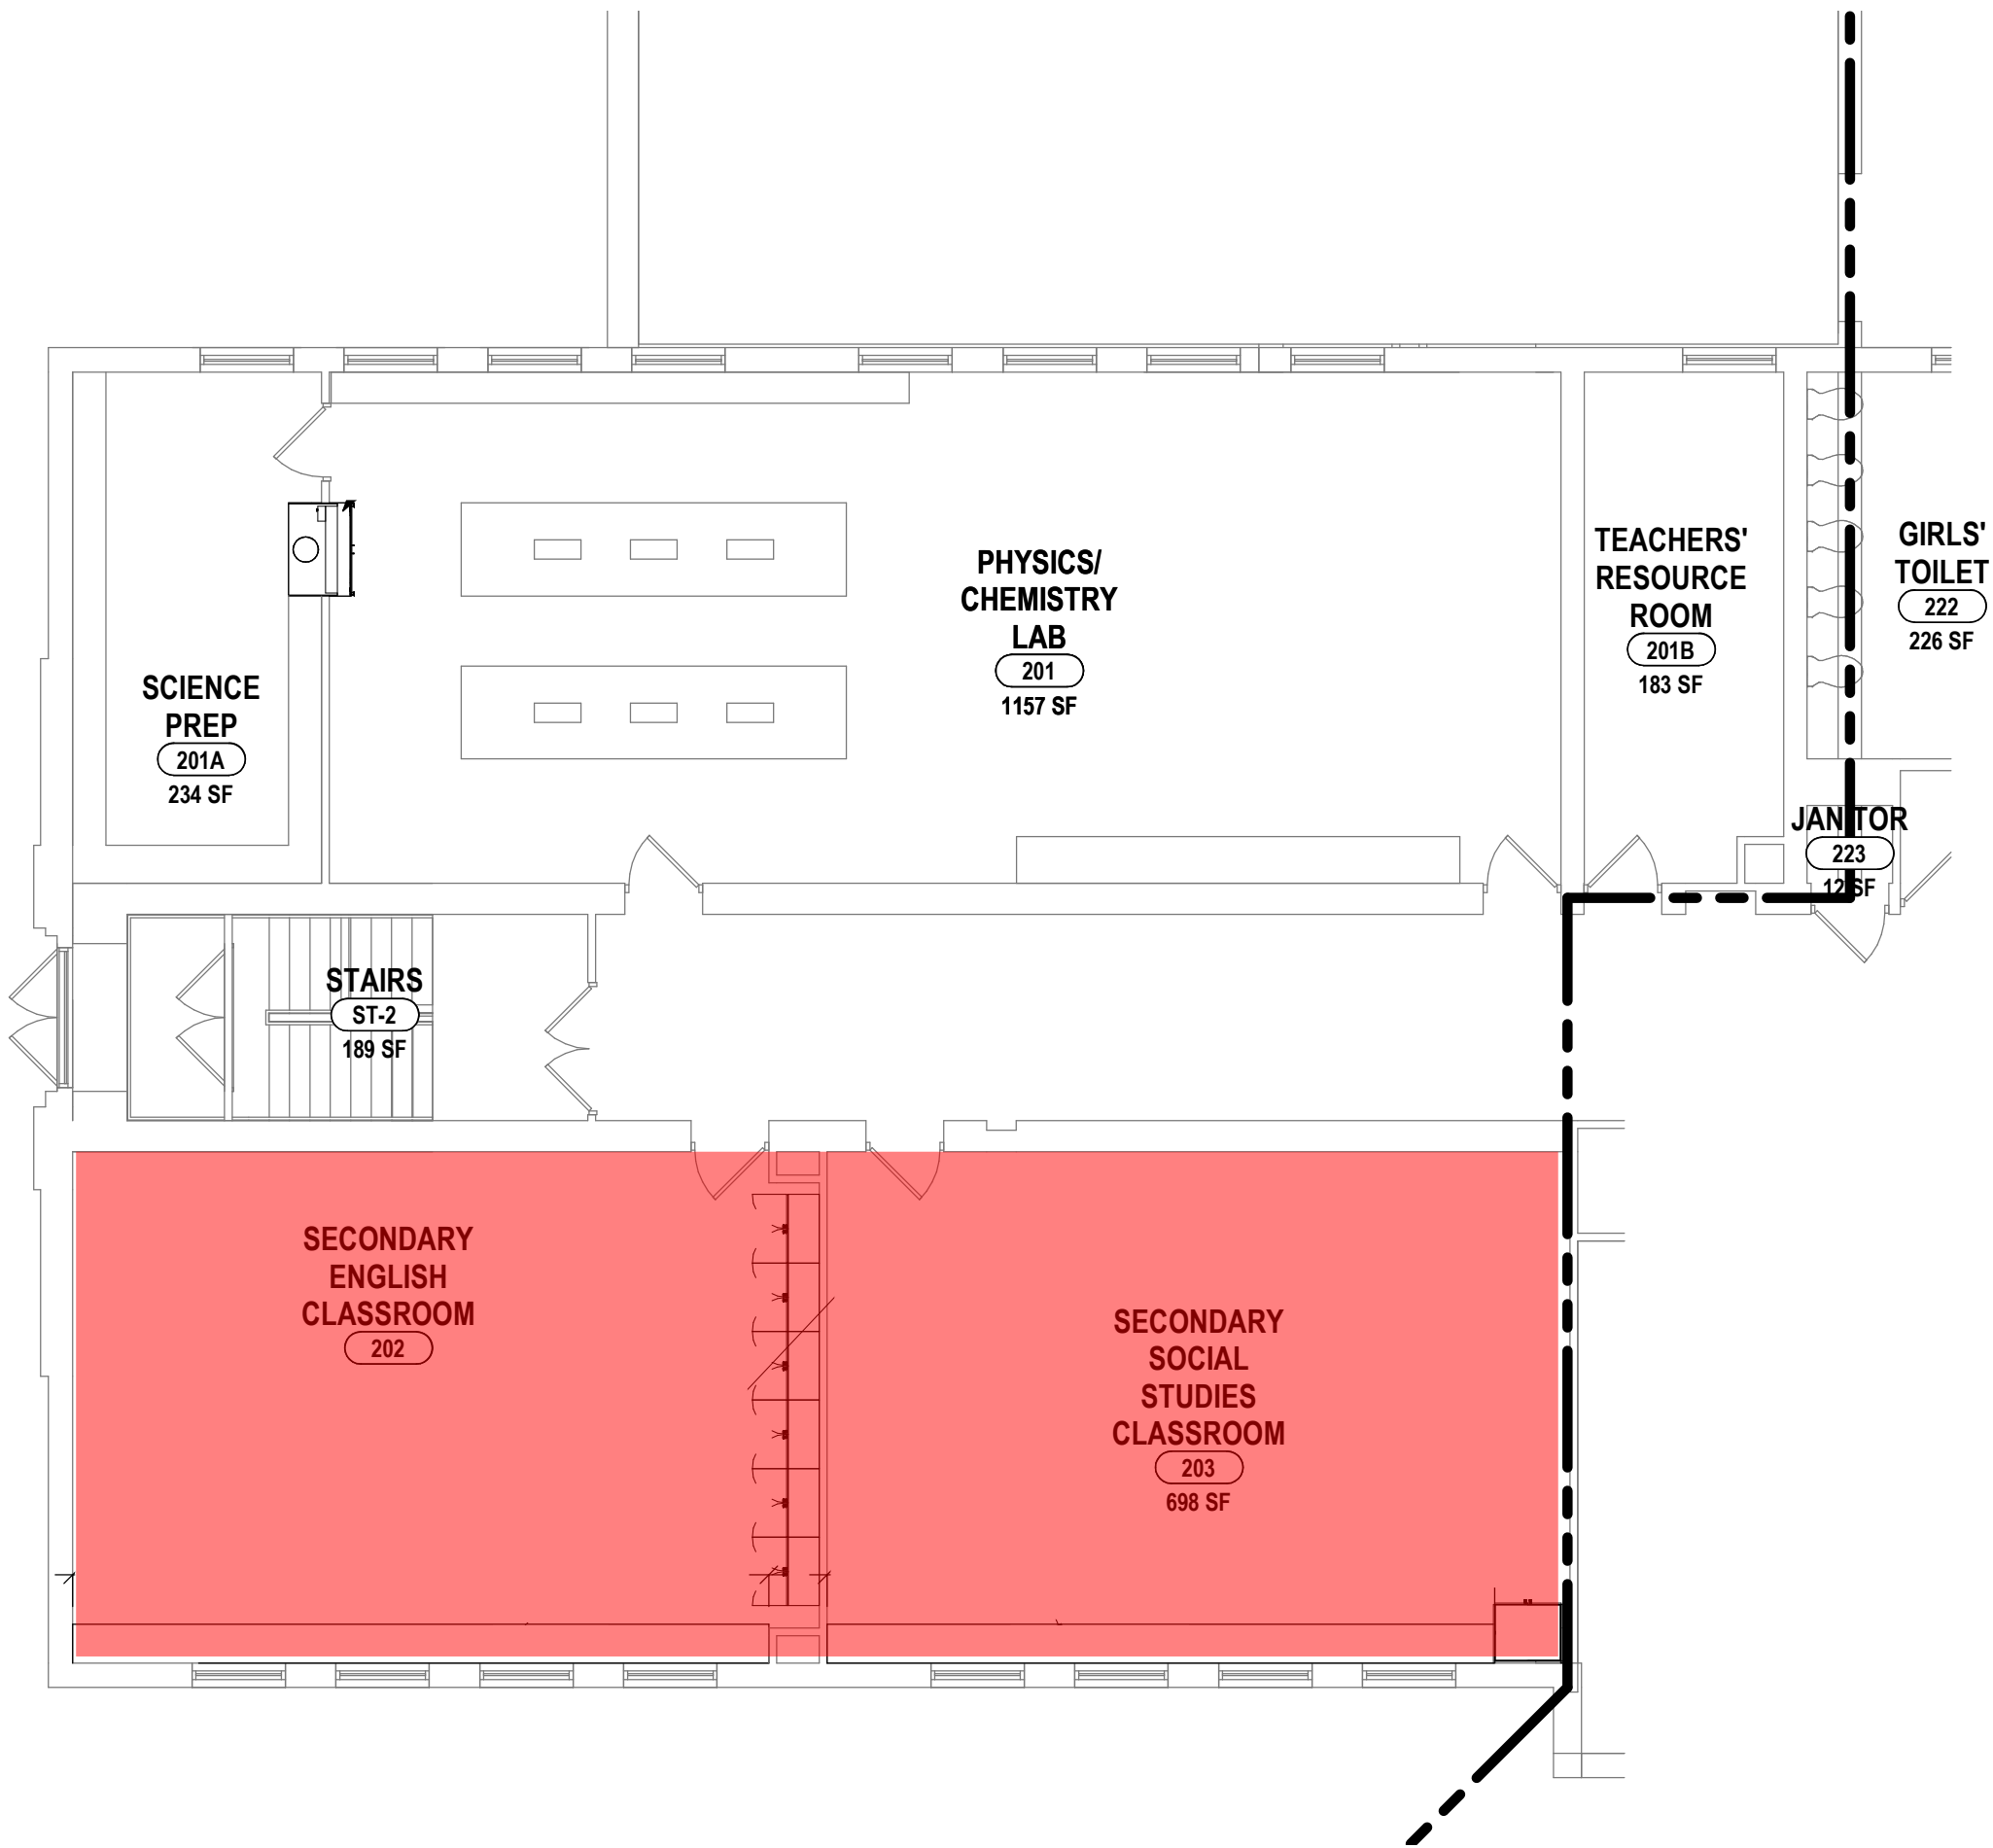 SCIENCE
PREP
201A
234 SF
PHYSICS/
CHEMISTRY
LAB
201
1157 SF
TEACHERS'
RESOURCE
ROOM
201B
183 SF
GIRLS'
TOILET
222
226 SF
JANITOR
223
12 SF
STAIRS
ST-2
189 SF
SECONDARY
ENGLISH
CLASSROOM
202
SECONDARY
SOCIAL
STUDIES
CLASSROOM
203
698 SF